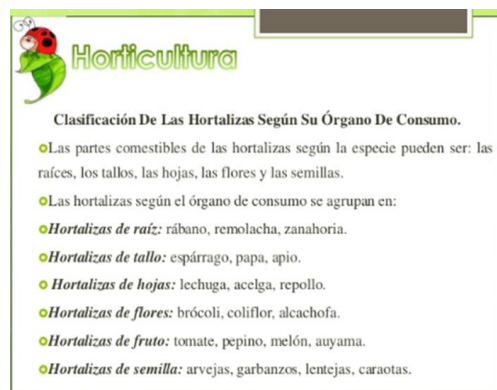 Horticultura
Clasificación De Las Hortalizas Según Su Órgano De Consumo.
Las partes comestibles de las hortalizas según la especie pueden ser: las
raíces, los tallos, las hojas, las flores y las semillas.
Las hortalizas según el órgano de consumo se agrupan en:
Hortalizas de raíz: rábano, remolacha, zanahoria.
Hortalizas de tallo: espárrago, papa, apio.
Hortalizas de hojas: lechuga, acelga, repollo.
Hortalizas de flores: brócoli, coliflor, alcachofa.
Hortalizas de fruto: tomate, pepino, melón, auyama.
Hortalizas de semilla: arvejas, garbanzos, lentejas, caraotas.